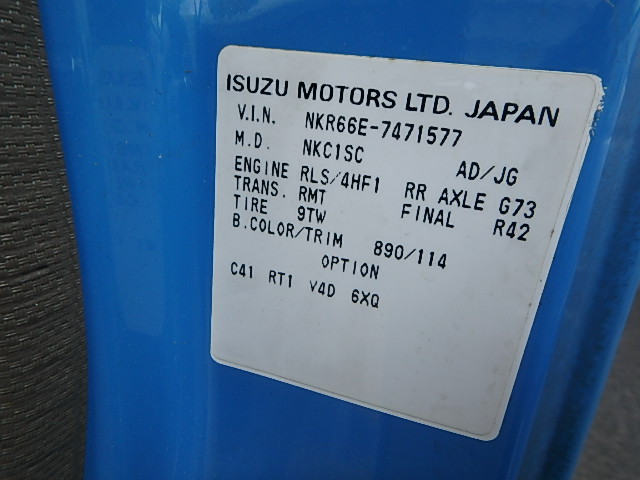 ISUZU MOTORS LTD. JAPAN
V.I.N. NKR66E-7471577
M.D. NKC1SC AD/JG
ENGINE RLS/4HF1 RR AXLE G73
TRANS. RMT FINAL R42
TIRE 9TW
B.COLOR/TRIM 890/114
OPTION
C41 RT1 V4D 6XQ